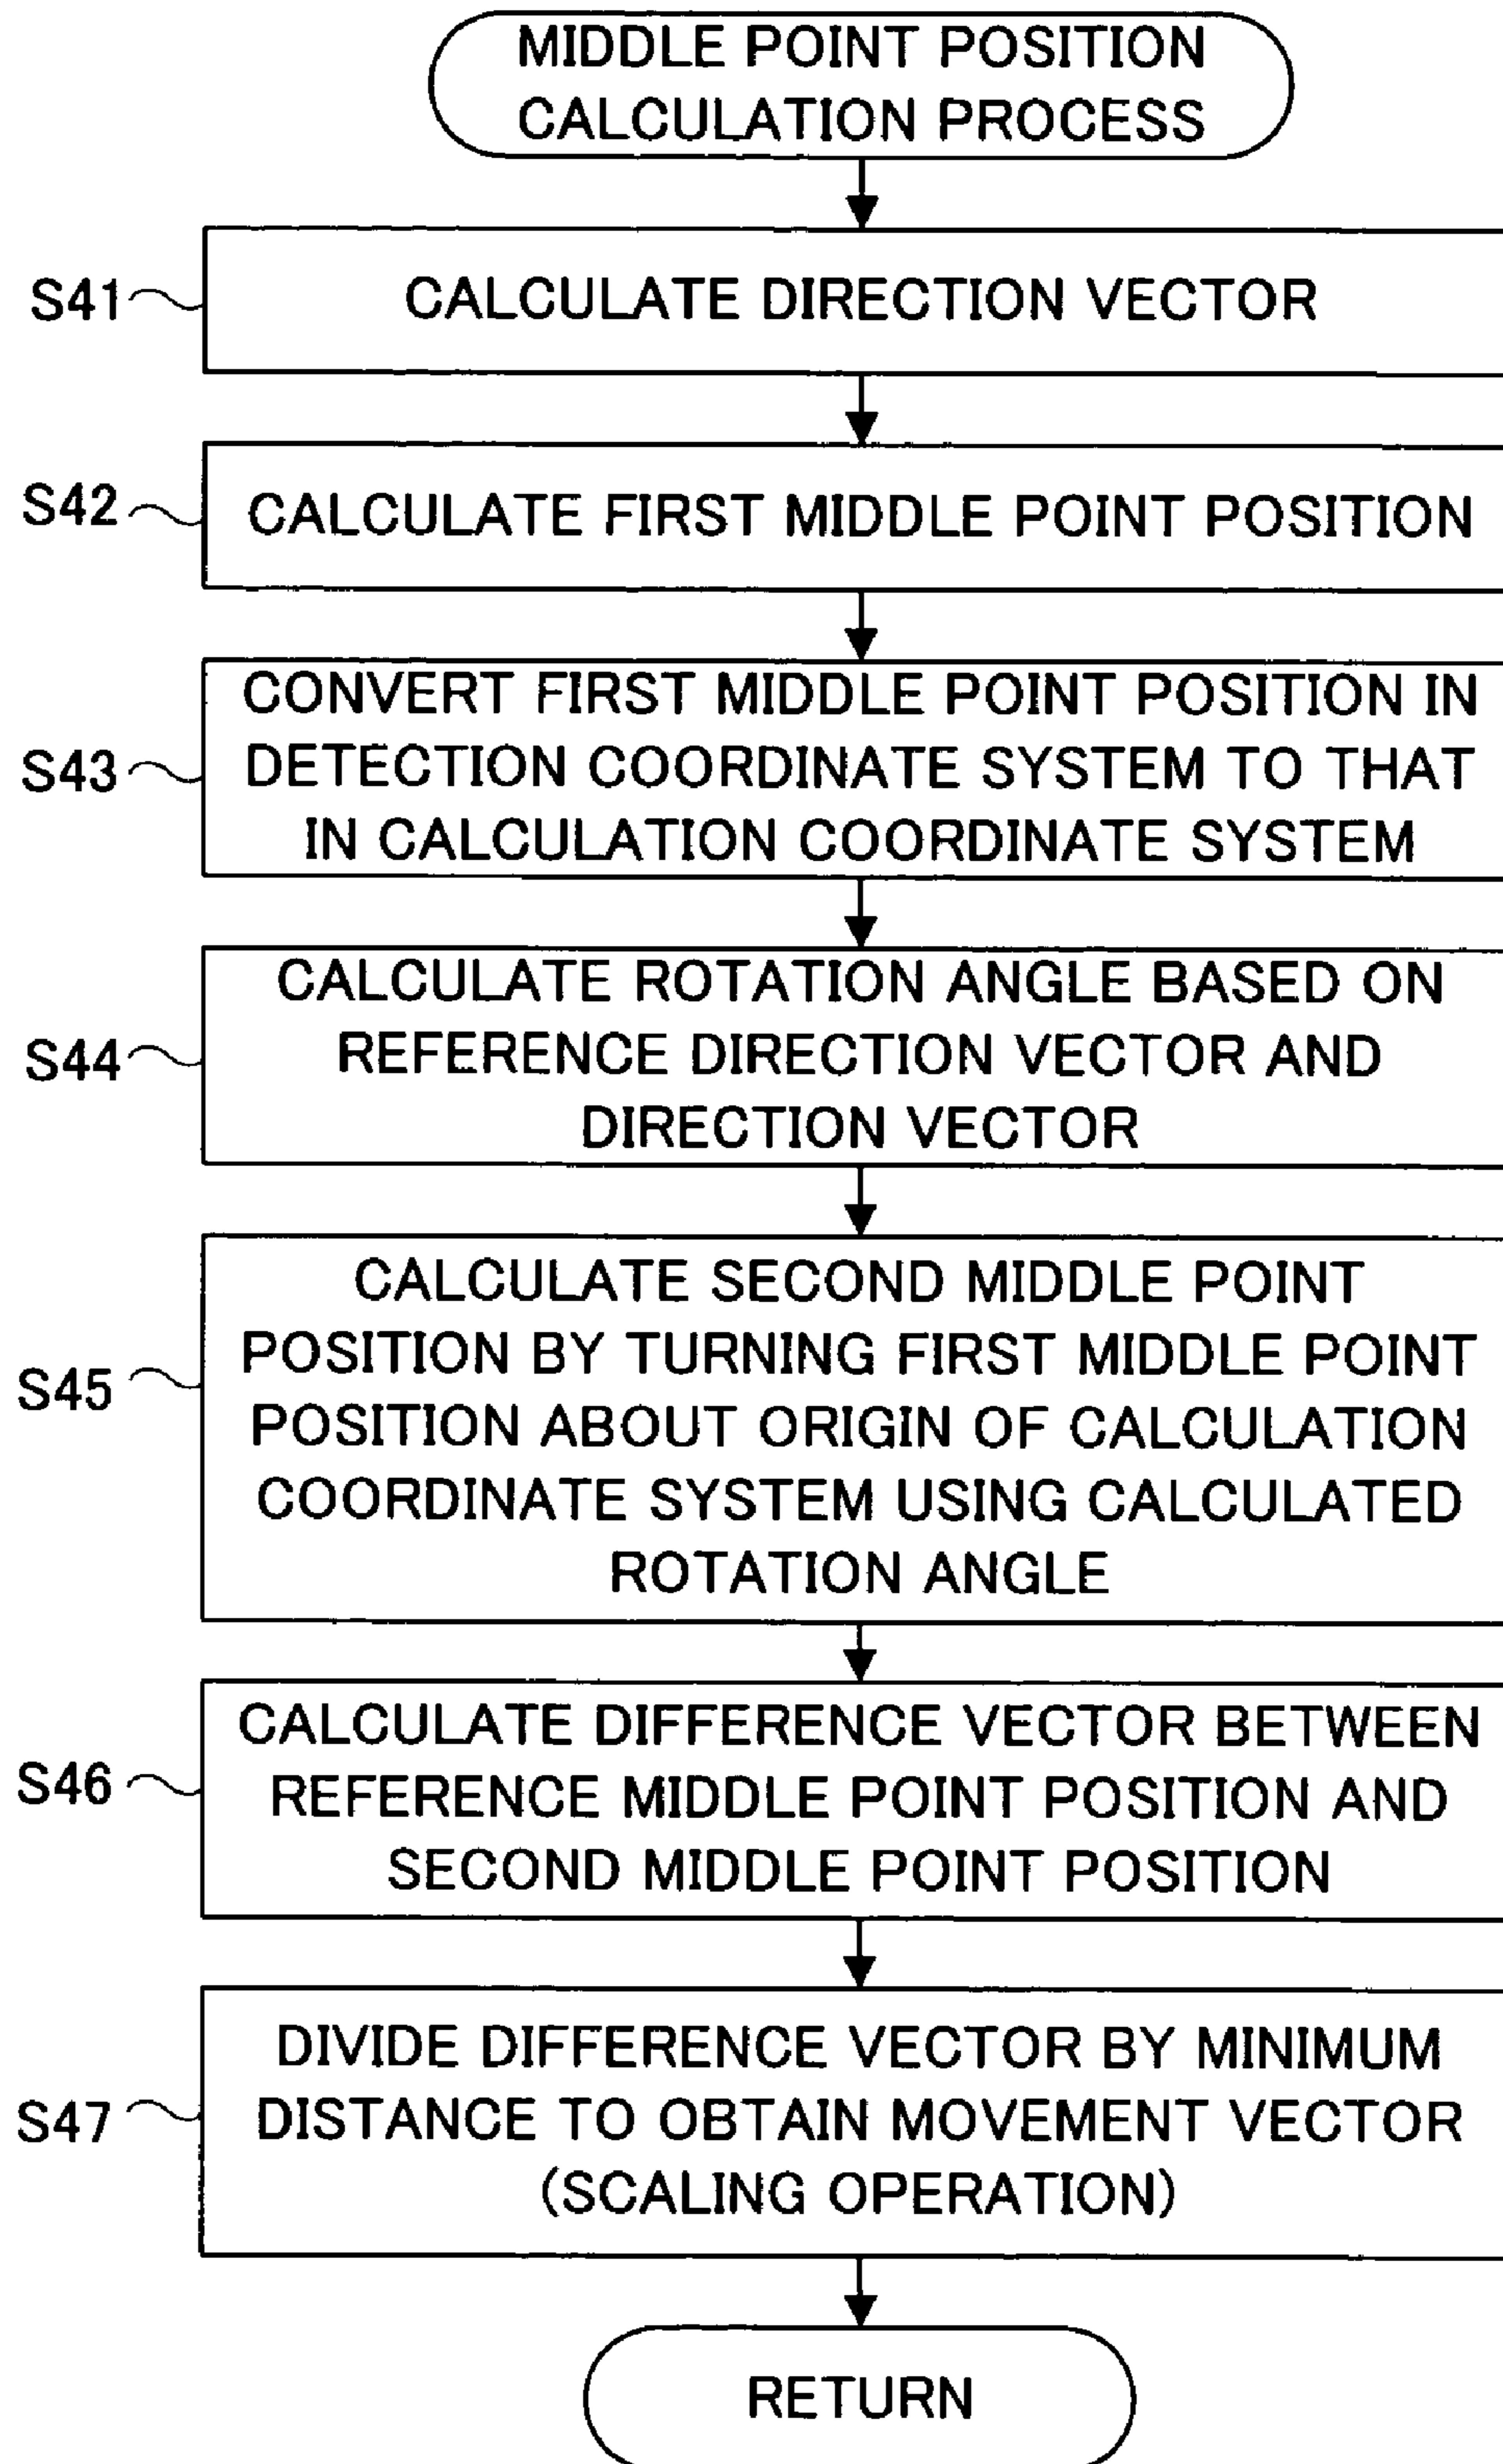 MIDDLE POINT POSITION
CALCULATION PROCESS
S41
CALCULATE DIRECTION VECTOR
S42
CALCULATE FIRST MIDDLE POINT POSITION
S43
CONVERT FIRST MIDDLE POINT POSITION IN
DETECTION COORDINATE SYSTEM TO THAT
IN CALCULATION COORDINATE SYSTEM
S44
CALCULATE ROTATION ANGLE BASED ON
REFERENCE DIRECTION VECTOR AND
DIRECTION VECTOR
S45
CALCULATE SECOND MIDDLE POINT
POSITION BY TURNING FIRST MIDDLE POINT
POSITION ABOUT ORIGIN OF CALCULATION
COORDINATE SYSTEM USING CALCULATED
ROTATION ANGLE
S46
CALCULATE DIFFERENCE VECTOR BETWEEN
REFERENCE MIDDLE POINT POSITION AND
SECOND MIDDLE POINT POSITION
S47
DIVIDE DIFFERENCE VECTOR BY MINIMUM
DISTANCE TO OBTAIN MOVEMENT VECTOR
(SCALING OPERATION)
RETURN